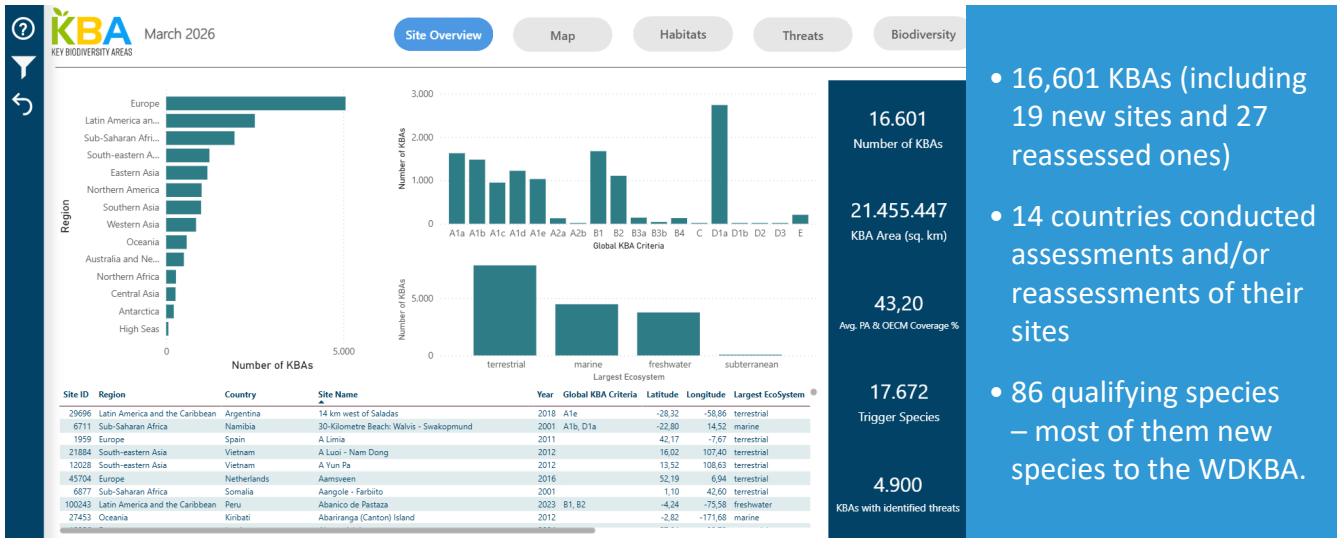 KBA
KEY BIODIVERSITY AREAS
March 2026
Site Overview
Map
Habitats
Threats
Biodiversity
Region
Europe
Latin America an...
Sub-Saharan Afri...
South-eastern A...
Eastern Asia
Northern America
Southern Asia
Western Asia
Oceania
Australia and Ne...
Northern Africa
Central Asia
Antarctica
High Seas
0 5.000
Number of KBAs
Number of KBAs
3.000
2.000
1.000
0
A1a A1b A1c A1d A1e A2a A2b B1 B2 B3a B3b B4 C D1a D1b D2 D3 E
Global KBA Criteria
Number of KBAs
5.000
0
terrestrial marine freshwater subterranean
Largest Ecosystem
16.601
Number of KBAs
21.455.447
KBA Area (sq. km)
43,20
Avg. PA & OECM Coverage %
17.672
Trigger Species
4.900
KBAs with identified threats
Site ID Region Country Site Name Year Global KBA Criteria Latitude Longitude Largest EcoSystem
29696 Latin America and the Caribbean Argentina 14 km west of Saladas 2018 A1e -28,32 -58,86 terrestrial
6711 Sub-Saharan Africa Namibia 30-Kilometre Beach: Walvis - Swakopmund 2001 A1b, D1a -22,80 14,52 marine
1959 Europe Spain A Limia 2011 42,17 -7,67 terrestrial
21884 South-eastern Asia Vietnam A Luoi - Nam Dong 2012 16,02 107,40 terrestrial
12028 South-eastern Asia Vietnam A Yun Pa 2012 13,52 108,63 terrestrial
45704 Europe Netherlands Aamsveen 2016 52,19 6,94 terrestrial
6877 Sub-Saharan Africa Somalia Aangole - Farbiito 2001 1,10 42,60 terrestrial
100243 Latin America and the Caribbean Peru Abanico de Pastaza 2023 B1, B2 -4,24 -75,58 freshwater
27453 Oceania Kiribati Abariringa (Canton) Island 2012 -2,82 -171,68 marine
• 16,601 KBAs (including
19 new sites and 27
reassessed ones)
• 14 countries conducted
assessments and/or
reassessments of their
sites
• 86 qualifying species
– most of them new
species to the WDKBA.